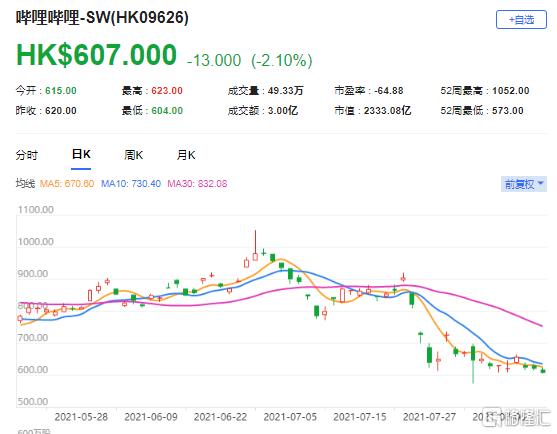 哔哩哔哩-SW(HK09626)
+自选
HK$607.000 -13.000 (-2.10%)
今开 : 615.00 最高 : 623.00 成交量 : 49.33万 市盈率 : -64.88 52周最高 : 1052.00
昨收 : 620.00 最低 : 604.00 成交额 : 3.00亿 市值 : 2333.08亿 52周最低 : 573.00
分时 日K 周K 月K
均线 MA5: 670.60 MA10: 730.40 MA30: 832.08 前复权
1100.00
1000.00
900.00
800.00
700.00
600.00
500.00
2021-05-28 2021-06-09 2021-06-22 2021-07-05 2021-07-15 2021-07-27
600万股
格隆汇